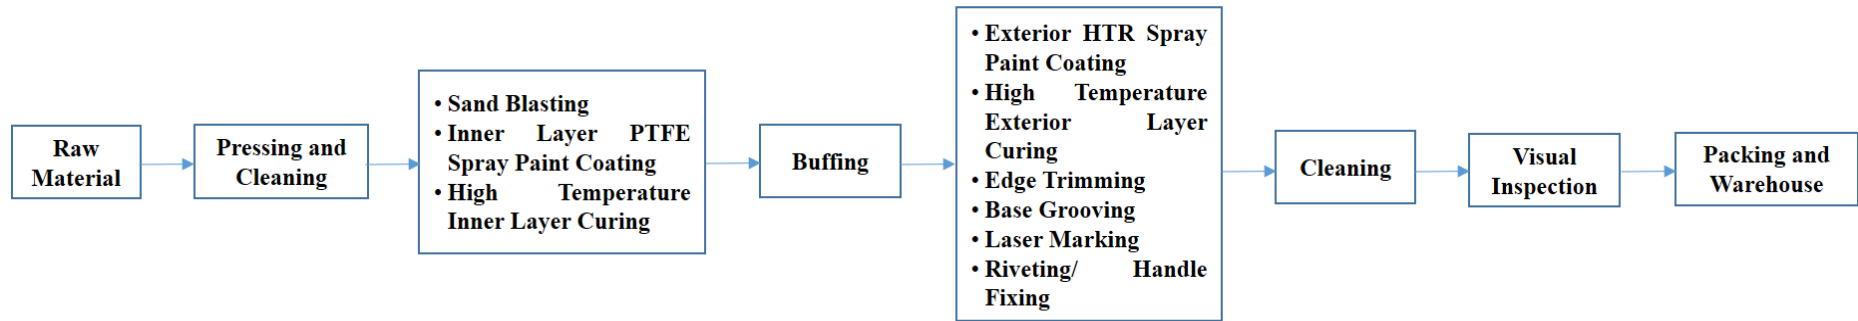 Raw
Material
Pressing and
Cleaning
• Sand Blasting
• Inner Layer PTFE
Spray Paint Coating
• High Temperature
Inner Layer Curing
Buffing
• Exterior HTR Spray
Paint Coating
• High Temperature
Exterior Layer
Curing
• Edge Trimming
• Base Grooving
• Laser Marking
• Riveting/ Handle
Fixing
Cleaning
Visual
Inspection
Packing and
Warehouse